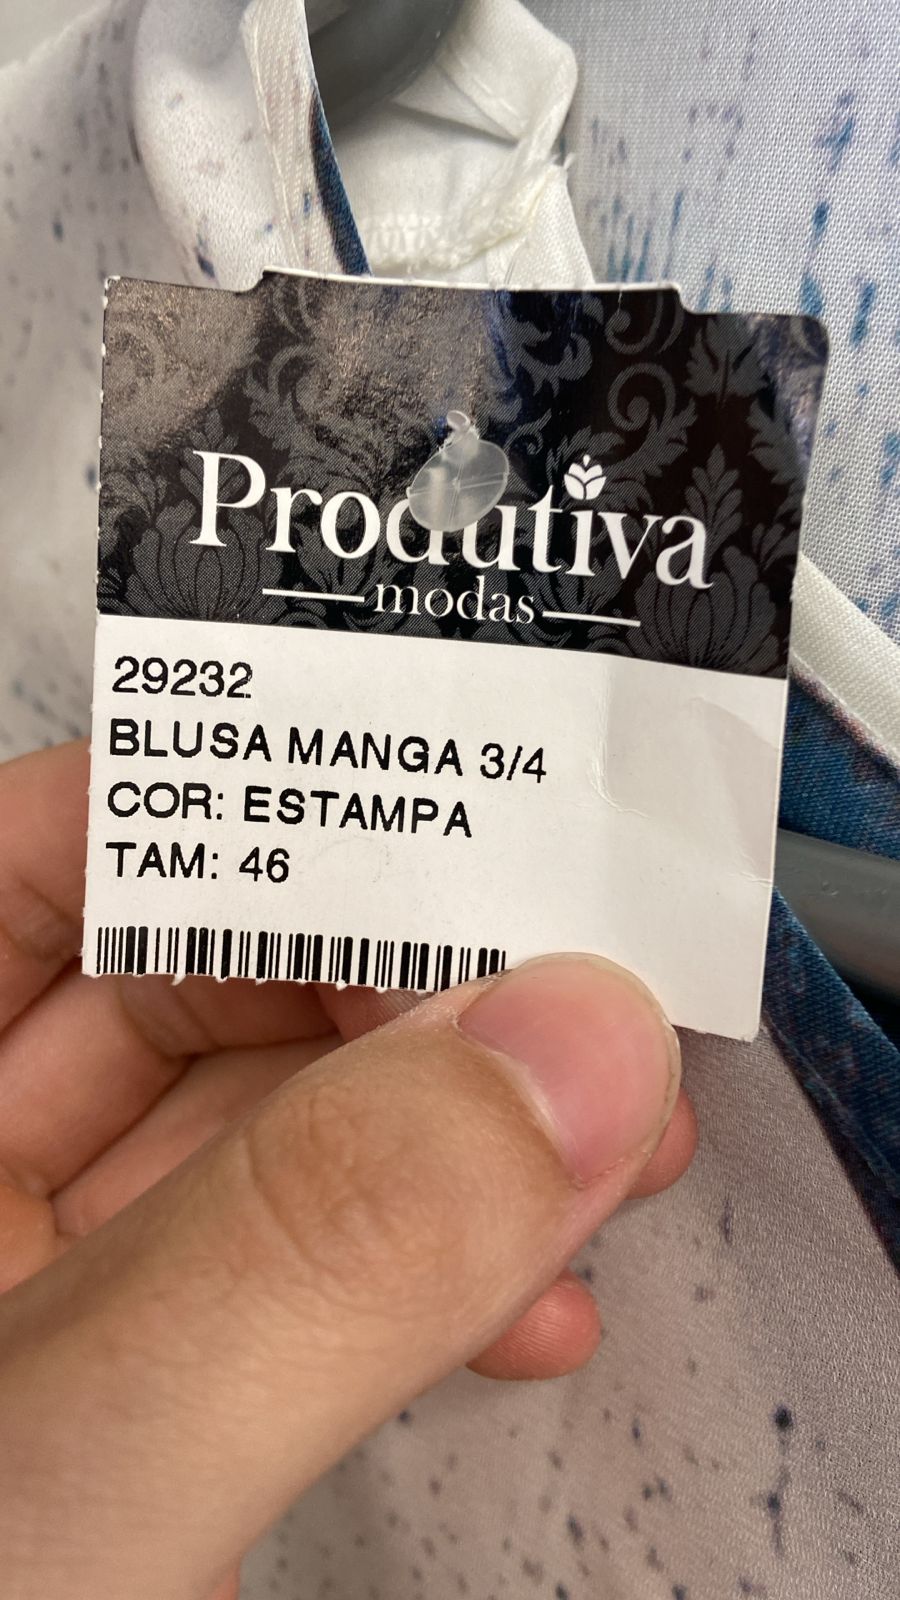 Produtiva
modas
29232
BLUSA MANGA 3/4
COR: ESTAMPA
TAM: 46